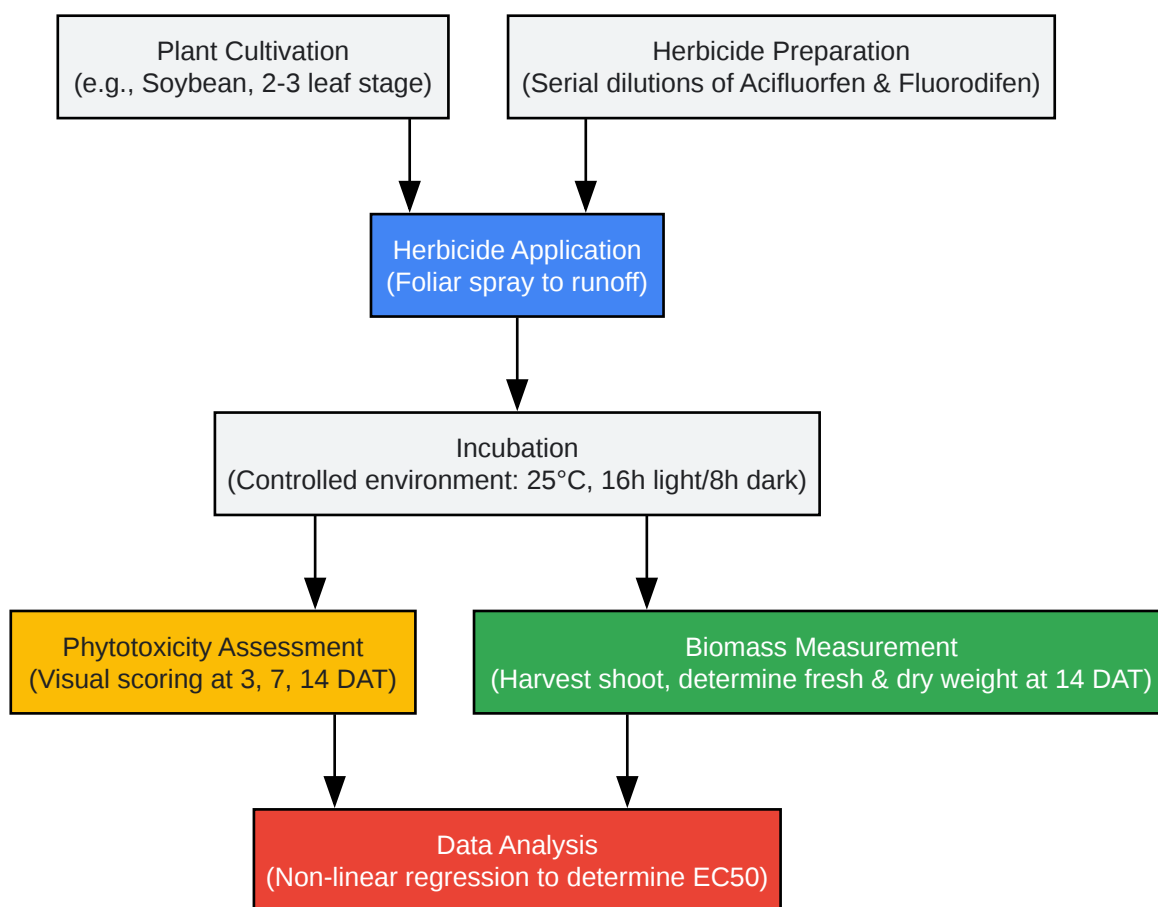 Plant Cultivation
(e.g., Soybean, 2-3 leaf stage)
Herbicide Preparation
(Serial dilutions of Acifluorfen & Fluorodifen)
Herbicide Application
(Foliar spray to runoff)
Incubation
(Controlled environment: 25°C, 16h light/8h dark)
Phytotoxicity Assessment
(Visual scoring at 3, 7, 14 DAT)
Biomass Measurement
(Harvest shoot, determine fresh & dry weight at 14 DAT)
Data Analysis
(Non-linear regression to determine EC50)